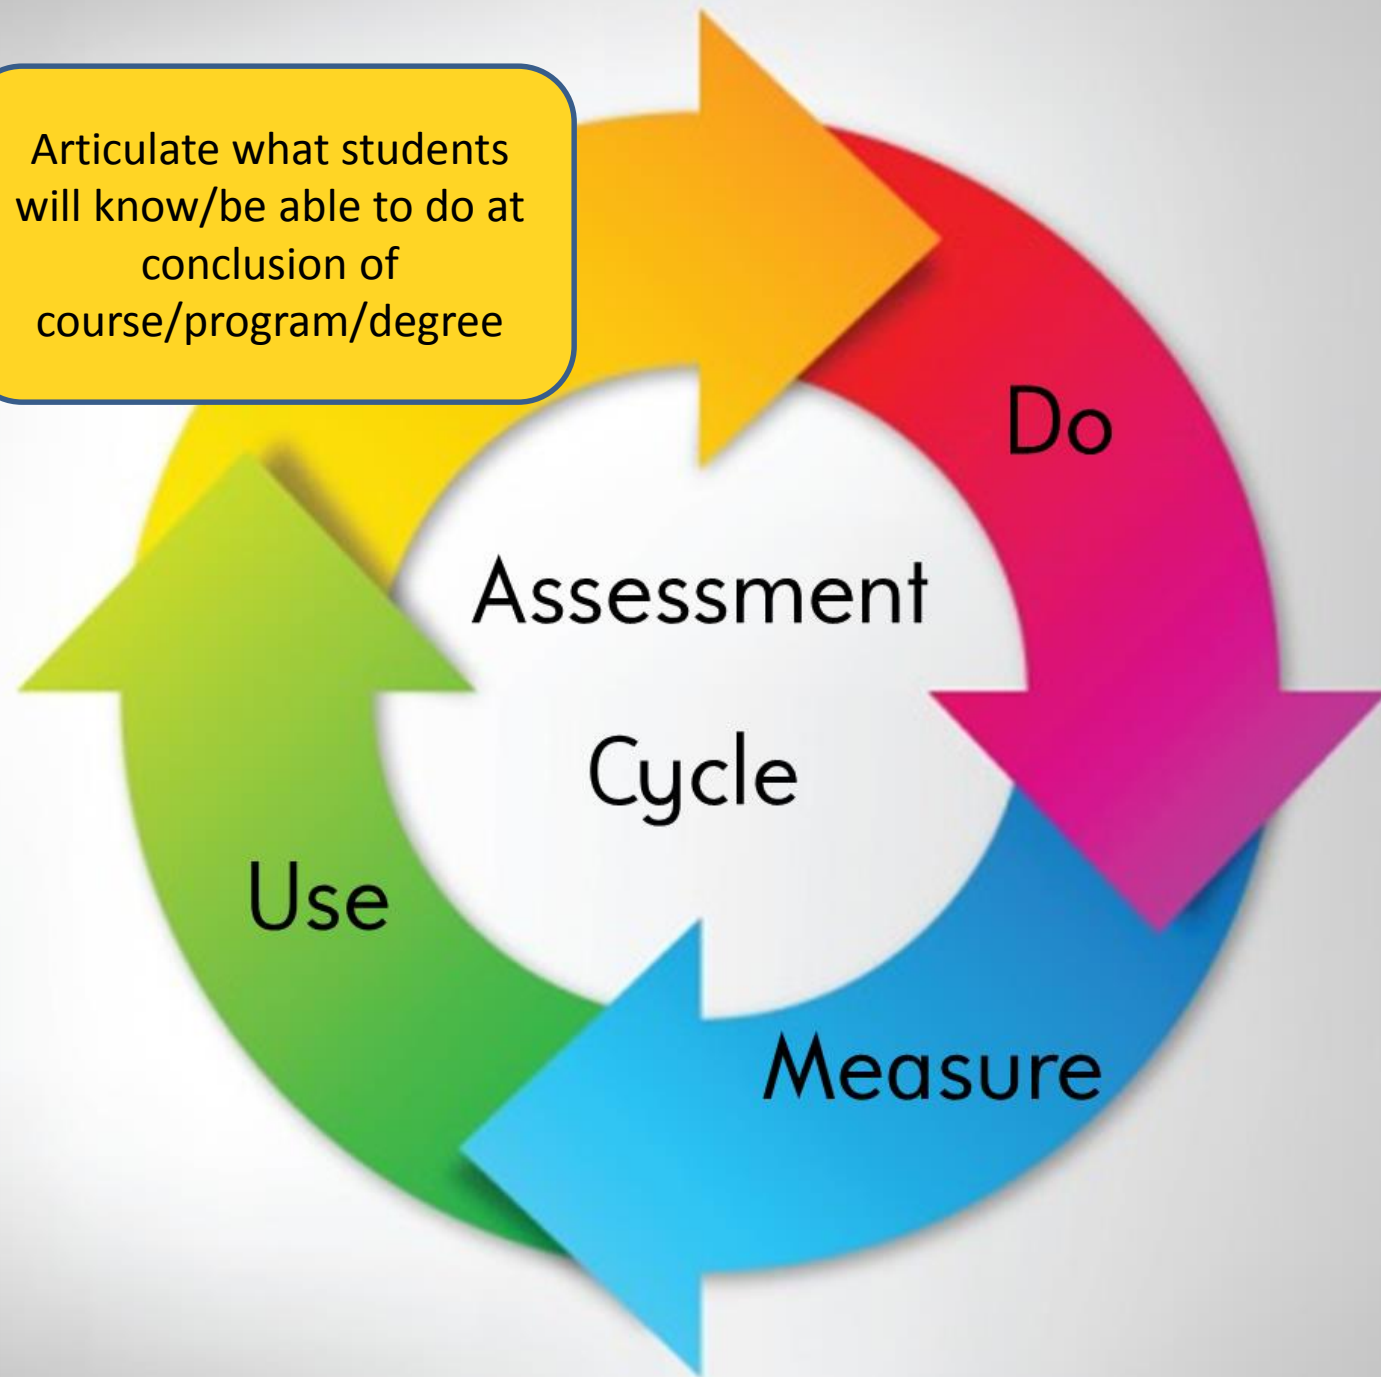 Articulate what students
will know/be able to do at
conclusion of
course/program/degree
Do
Assessment
Cycle
Use
Measure